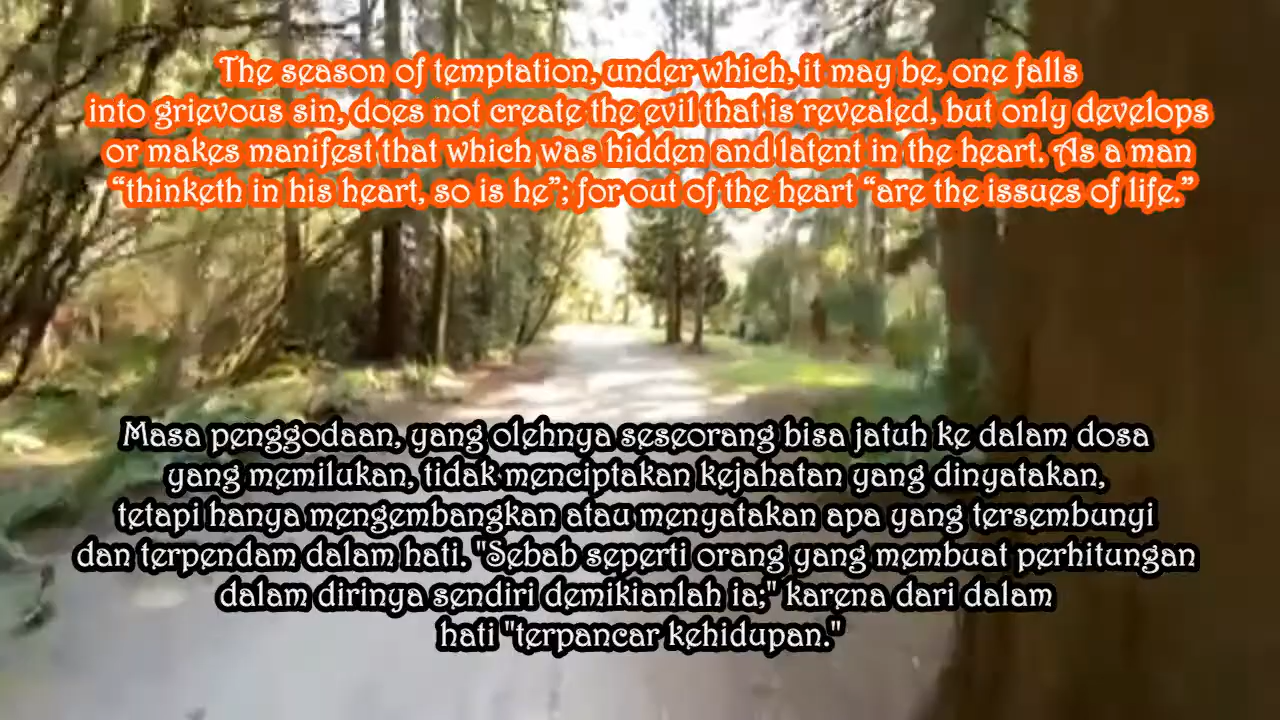 The season of temptation, under which, it may be, one falls
into grievous sin, does not create the evil that is revealed, but only develops
or makes manifest that which was hidden and latent in the heart. As a man
“thinketh in his heart, so is he”; for out of the heart “are the issues of life.”
Masa penggodaan, yang olehnya seseorang bisa jatuh ke dalam dosa
yang memilukan, tidak menciptakan kejahatan yang dinyatakan,
tetapi hanya mengembangkan atau menyatakan apa yang tersembunyi
dan terpendam dalam hati. "Sebab seperti orang yang membuat perhitungan
dalam dirinya sendiri demikianlah ia;" karena dari dalam
hati "terpancar kehidupan."